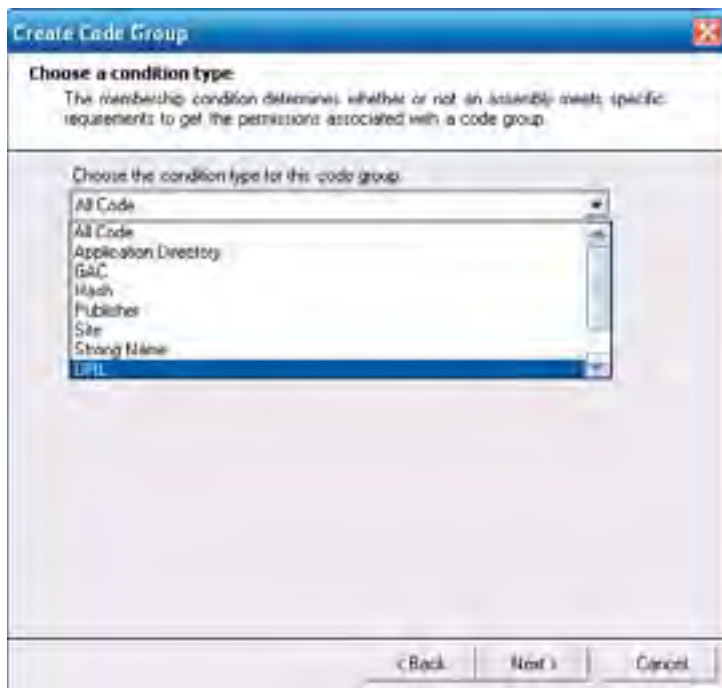 Create Code Group
Choose a condition type
The membership condition determines whether or not an assembly meets specific
requirements to get the permissions associated with a code group.
Choose the condition type for this code group:
All Code
All Code
Application Directory
GAC
Hash
Publisher
Site
Strong Name
URL
< Back
Next >
Cancel